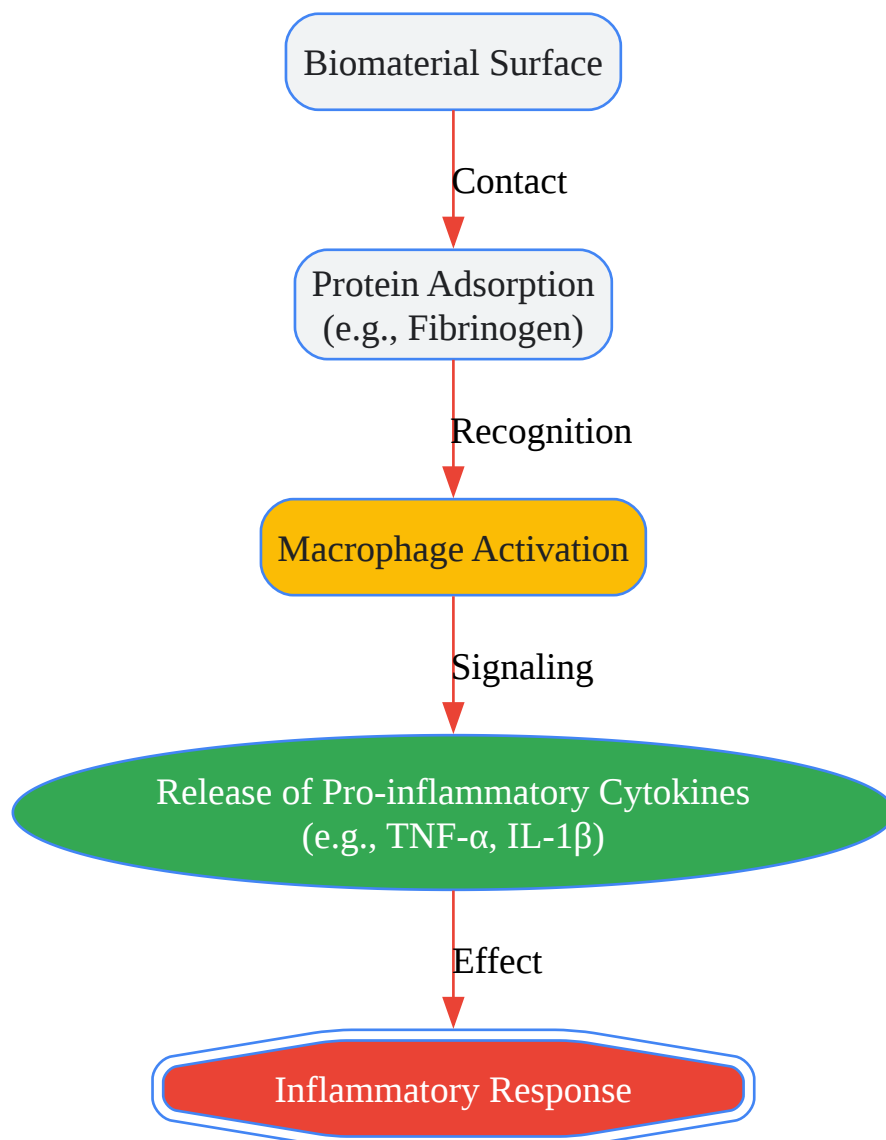 Biomaterial Surface
Contact
Protein Adsorption
(e.g., Fibrinogen)
Recognition
Macrophage Activation
Signaling
Release of Pro-inflammatory Cytokines
(e.g., TNF-α, IL-1β)
Effect
Inflammatory Response